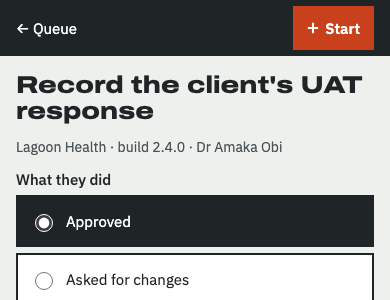 ← Queue
+ Start
Record the client's UAT
response
Lagoon Health · build 2.4.0 · Dr Amaka Obi
What they did
Approved
Asked for changes